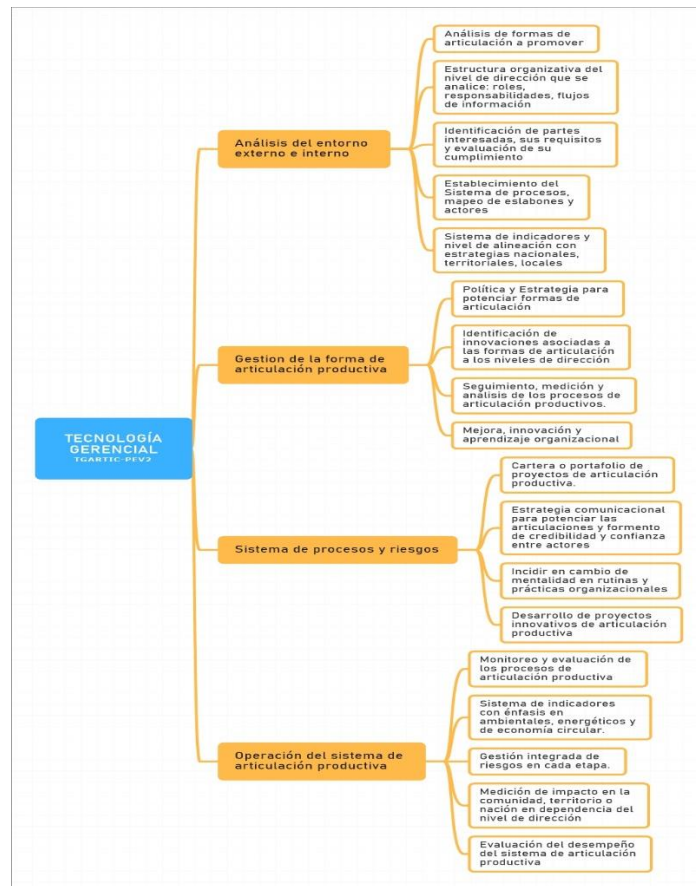 Análisis de formas de
articulación a promover
Estructura organizativa del
nivel de dirección que se
analice: roles,
responsabilidades, flujos
de información
Análisis del entorno
externo e interno
Identificación de partes
interesadas, sus requisitos
y evaluación de su
cumplimiento
Establecimiento del
Sistema de procesos,
mapeo de eslabones y
actores
Sistema de indicadores y
nivel de alineación con
estrategias nacionales,
territoriales, locales
Política y Estrategia para
potenciar formas de
articulación
Identificación de
innovaciones asociadas a
las formas de articulación
a los niveles de dirección
Gestion de la forma de
articulación productiva
Seguimiento, medición y
análisis de los procesos de
articulación productivos.
Mejora, innovación y
aprendizaje organizacional
TECNOLOGÍA
GERENCIAL
TGARTIC-PEV2
Cartera o portafolio de
proyectos de articulación
productiva.
Estrategia comunicacional
para potenciar las
articulaciones y formento
de credibilidad y confianza
entre actores
Sistema de procesos y riesgos
Incidir en cambio de
mentalidad en rutinas y
prácticas organizacionales
Desarrollo de proyectos
innovativos de articulación
productiva
Monitoreo y evaluación de
los procesos de
articulación productiva
Sistema de indicadores
con énfasis en
ambientales, energéticos y
de economía circular.
Operación del sistema de
articulación productiva
Gestión integrada de
riesgos en cada etapa.
Medición de impacto en la
comunidad, territorio o
nación en dependencia del
nivel de dirección
Evaluación del desempeño
del sistema de articulación
productiva